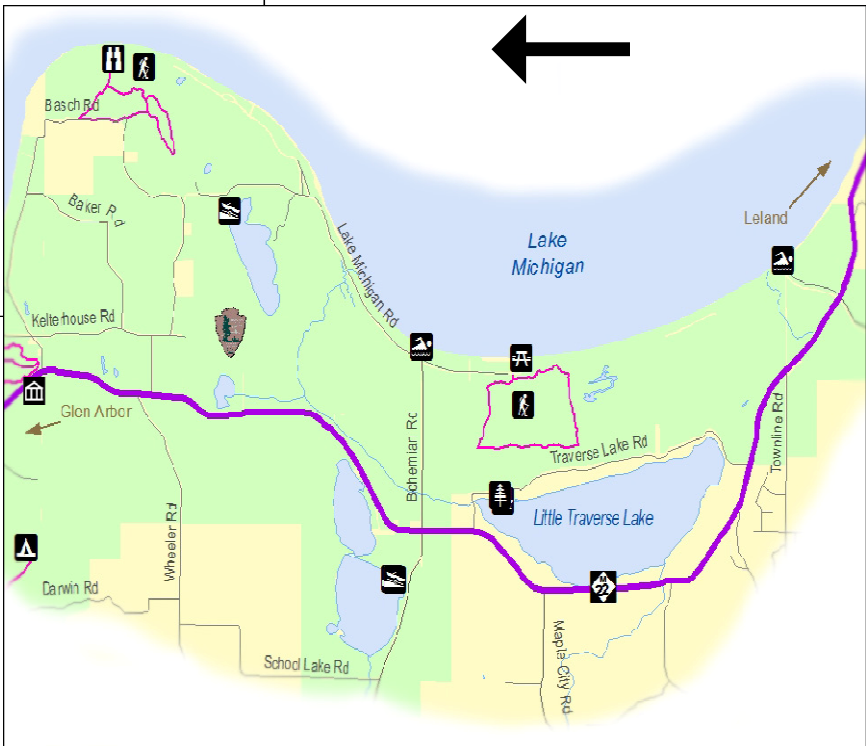 Basch Rd
Baker Rd
Lake Michigan Rd
Lake
Michigan
Leland
Kelterhouse Rd
Glen Arbor
Bohemian Rd
Traverse Lake Rd
Townline Rd
Little Traverse Lake
Wheeler Rd
Darwin Rd
M
22
Maple City Rd
School Lake Rd